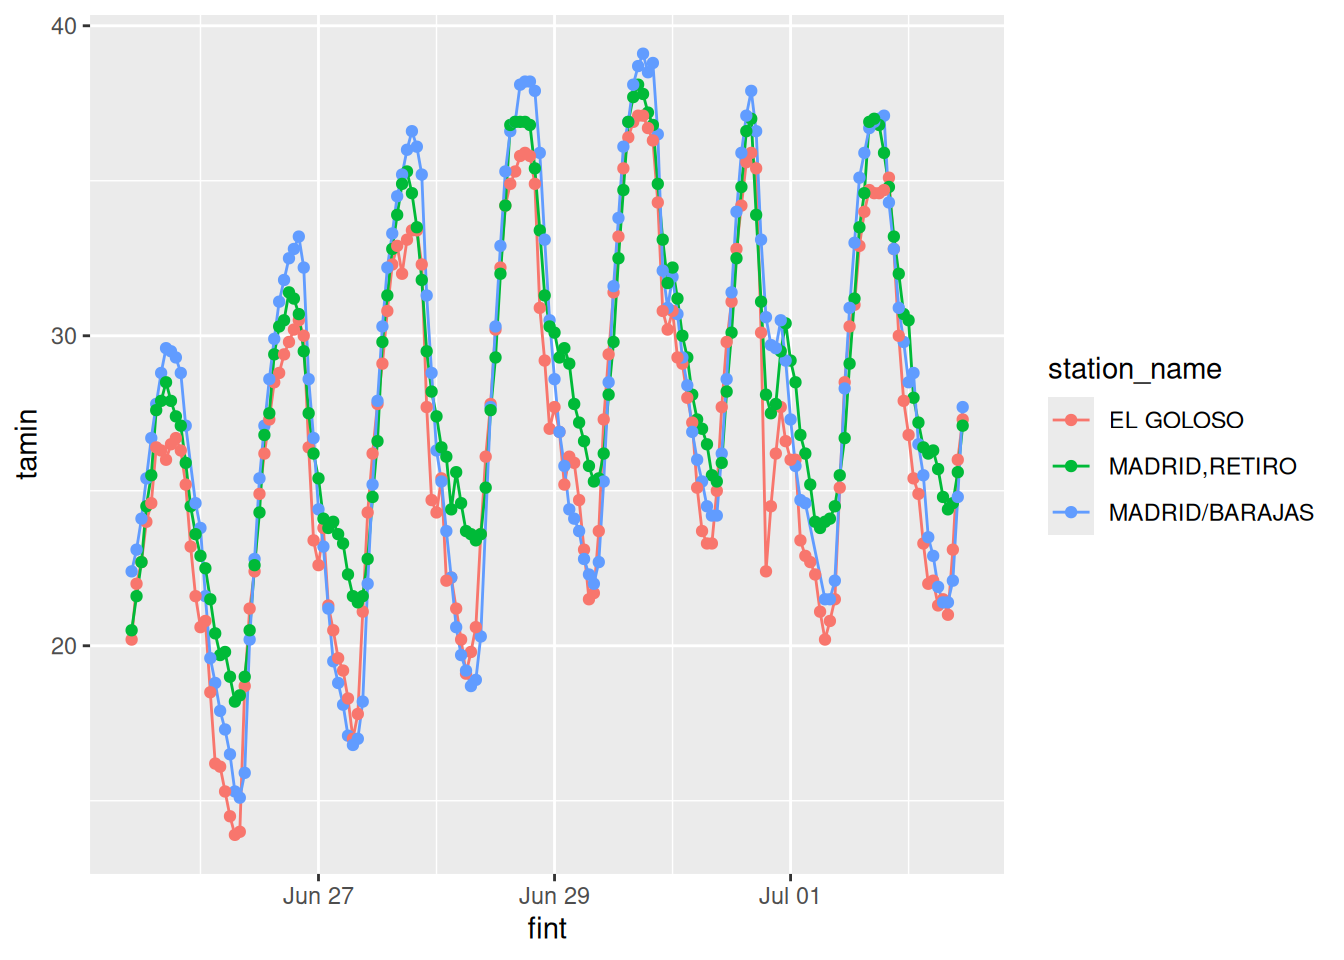 40
30
20
tamin
Jun 27
Jun 29
Jul 01
fint
station_name
EL GOLOSO
MADRID,RETIRO
MADRID/BARAJAS